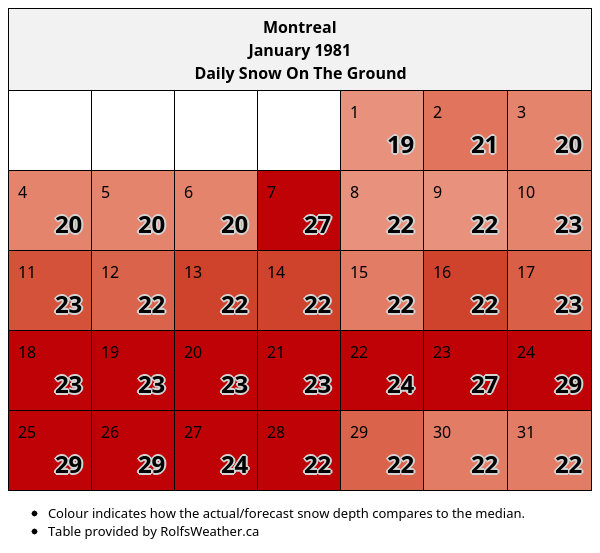 Montreal
January 1981
Daily Snow On The Ground
1 2 3
19 21 20
4 5 6 7 8 9 10
20 20 20 27 22 22 23
11 12 13 14 15 16 17
23 22 22 22 22 22 23
18 19 20 21 22 23 24
23 23 23 23 24 27 29
25 26 27 28 29 30 31
29 29 24 22 22 22 22
• Colour indicates how the actual/forecast snow depth compares to the median.
• Table provided by RolfsWeather.ca